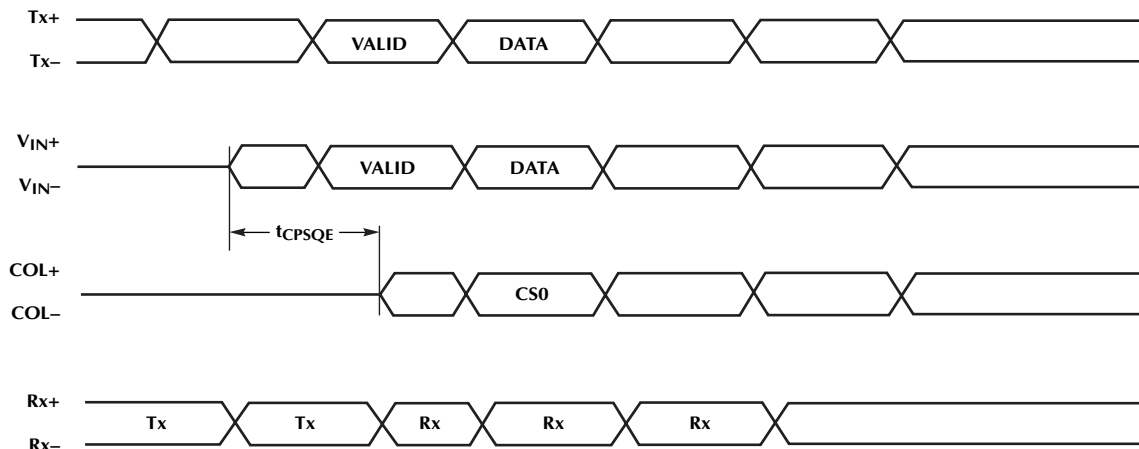 Tx+
VALID DATA
Tx–
VIN+
VALID DATA
VIN–
tCPSQE
COL+
CS0
COL–
Rx+
Tx Tx Rx Rx Rx
Rx–